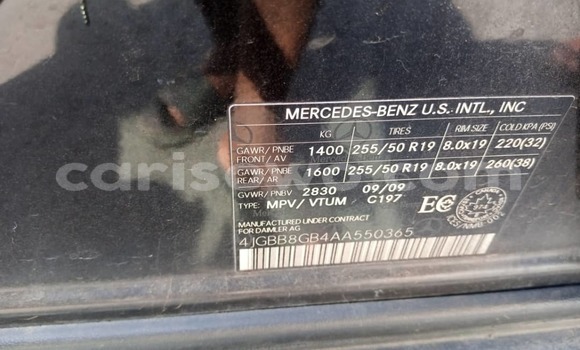 MERCEDES-BENZ U.S. INTL., INC
KG TIRES RIM SIZE COLD KPA (PSI)
GAWR/PNBE FRONT/AV 1400 255/50 R19 8.0x19 220(32)
GAWR/PNBE REAR/AR 1600 255/50 R19 8.0x19 260(38)
GVWR/PNBV 2830 09/09
TYPE MPV/VTUM C197
MANUFACTURED UNDER CONTRACT
FOR DAIMLER AG
4JGBB8GB4AA550365